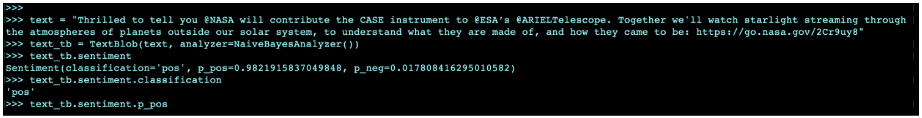 >>>
>>> text = "Thrilled to tell you @NASA will contribute the CASE instrument to @ESA’s @ARIELTelescope. Together we'll watch starlight streaming through
the atmospheres of planets outside our solar system, to understand what they are made of, and how they came to be: https://go.nasa.gov/2Cr9uy8"
>>> text_tb = TextBlob(text, analyzer=NaiveBayesAnalyzer())
>>> text_tb.sentiment
Sentiment(classification='pos', p_pos=0.9821915837049848, p_neg=0.017808416295010582)
>>> text_tb.sentiment.classification
'pos'
>>> text_tb.sentiment.p_pos